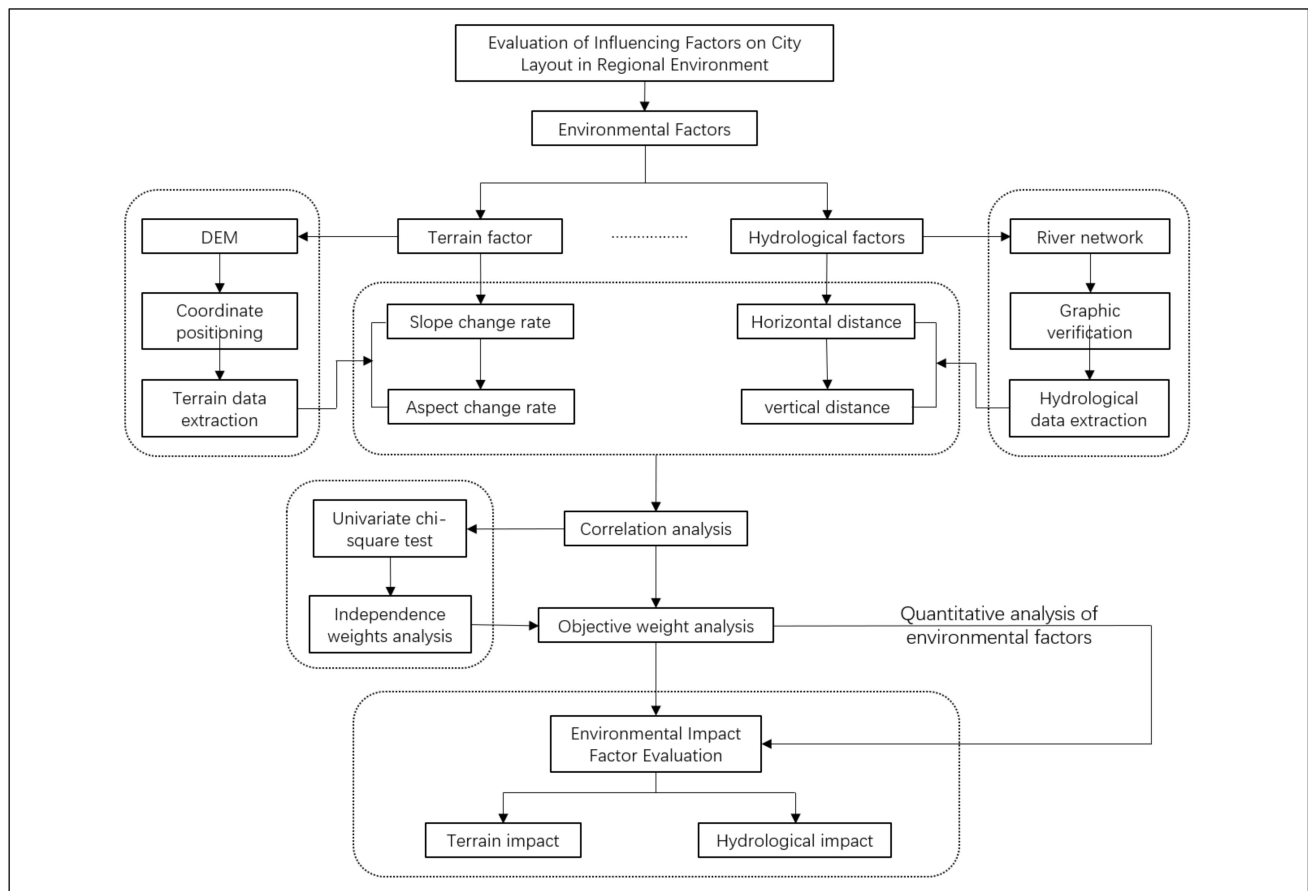 Evaluation of Influencing Factors on City
Layout in Regional Environment
Environmental Factors
DEM
Terrain factor
..................
Hydrological factors
River network
Coordinate
positioning
Slope change rate
Horizontal distance
Graphic
verification
Terrain data
extraction
Aspect change rate
vertical distance
Hydrological
data extraction
Univariate chi-
square test
Correlation analysis
Independence
weights analysis
Objective weight analysis
Quantitative analysis of
environmental factors
Environmental Impact
Factor Evaluation
Terrain impact
Hydrological impact